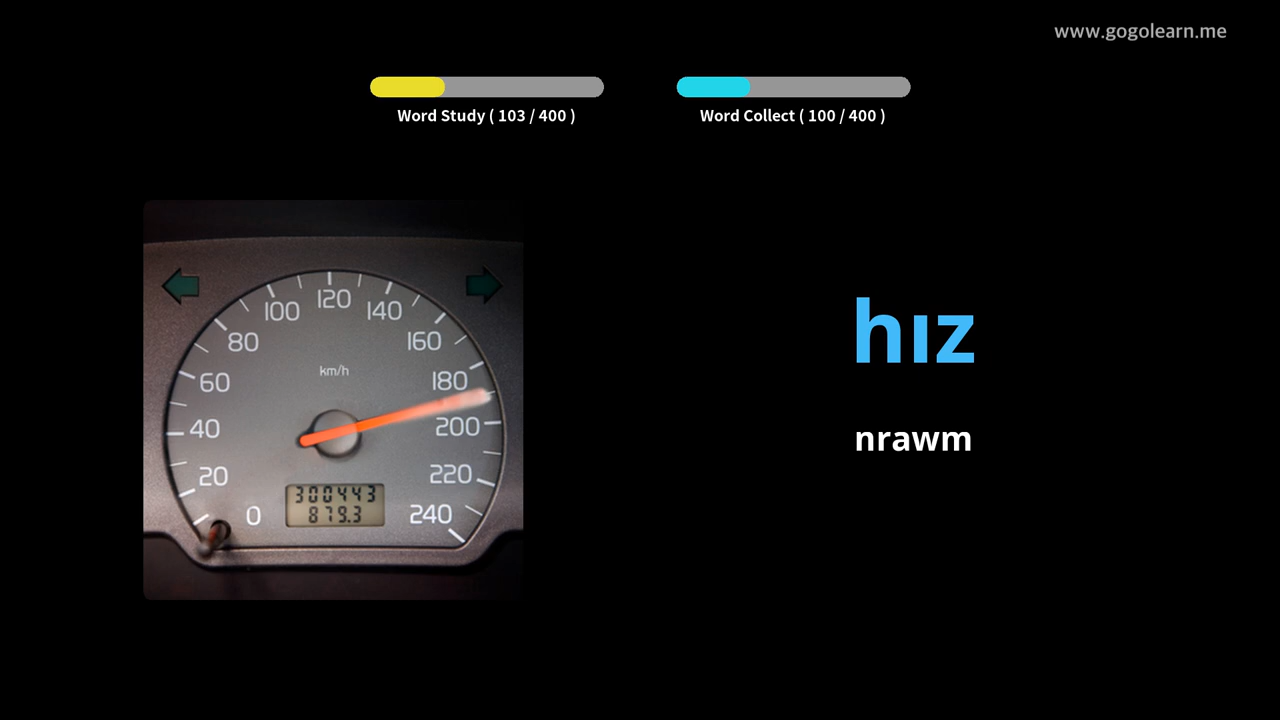 www.gogolearn.me
Word Study ( 103 / 400 )
Word Collect ( 100 / 400 )
120
100
140
80
160
km/h
60
180
40
200
20
220
300443
0
240
879.3
hız
nrawm